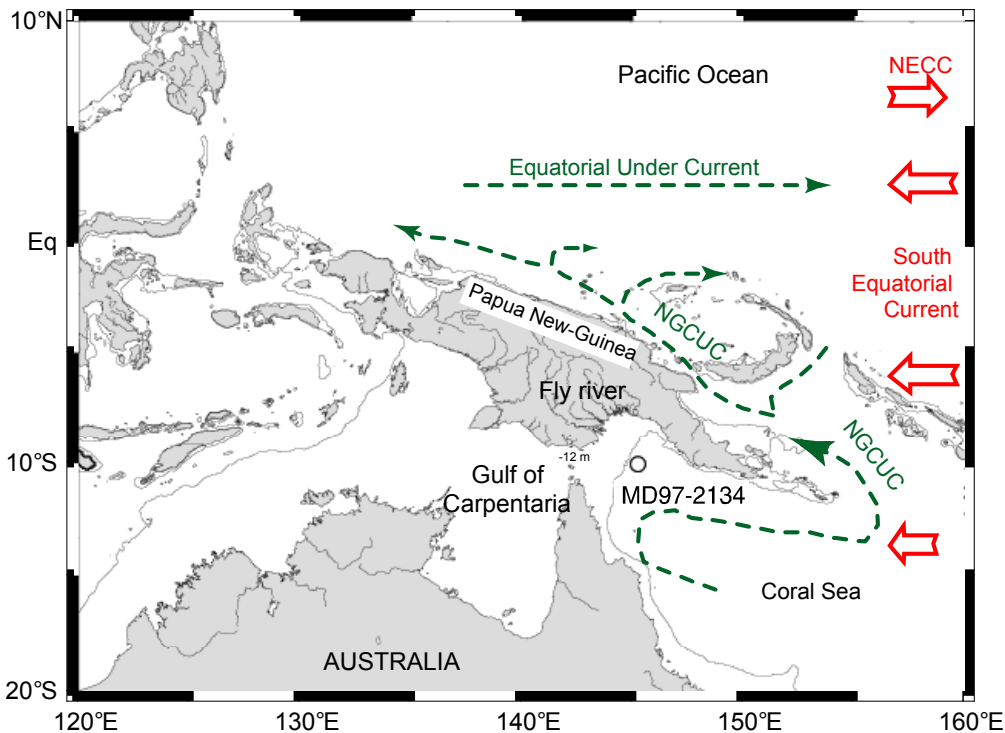 10°N
Pacific Ocean
NECC
Equatorial Under Current
Eq
South
Equatorial
Current
Papua New-Guinea
NGCUC
Fly river
NGCUC
10°S
-12 m
Gulf of
Carpentaria
MD97-2134
Coral Sea
AUSTRALIA
20°S
120°E
130°E
140°E
150°E
160°E